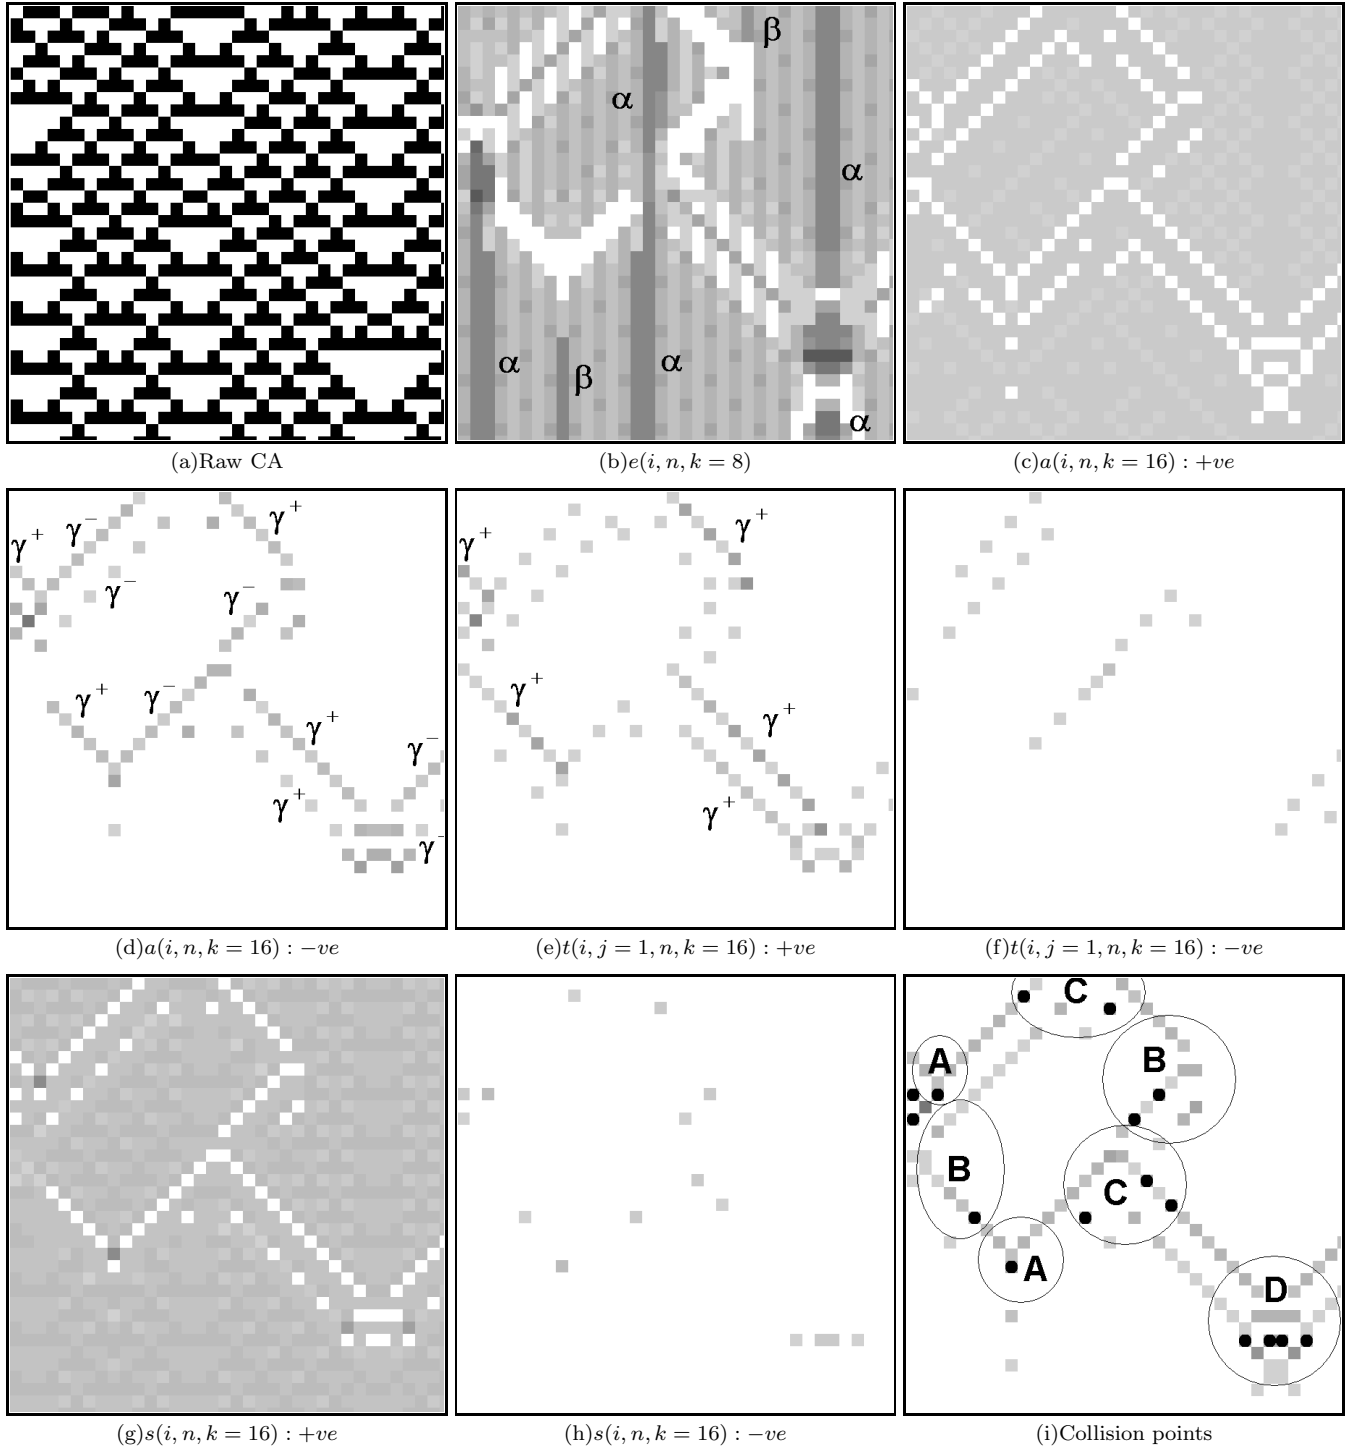 β
α
α
α
β
α
α
(a)Raw CA
(b)e(i, n, k = 8)
(c)a(i, n, k = 16) : +ve
γ+
γ−
γ+
γ−
γ−
γ+
γ−
γ+
γ−
γ+
γ−
γ+
γ+
γ+
γ+
γ+
(d)a(i, n, k = 16) : −ve
(e)t(i, j = 1, n, k = 16) : +ve
(f)t(i, j = 1, n, k = 16) : −ve
C
A
B
B
C
A
D
(g)s(i, n, k = 16) : +ve
(h)s(i, n, k = 16) : −ve
(i)Collision points